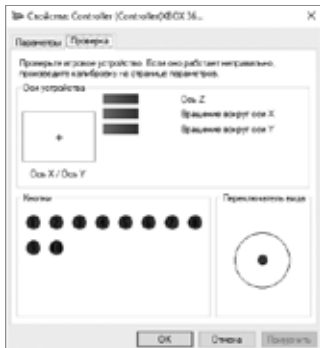 Свойства: Controller (Controller(XBOX 36...
Параметры Проверка
Проверьте игровое устройство. Если оно работает неправильно,
произведите калибровку на странице параметров.
Оси устройства
Ось Z
Вращение вокруг оси X
Вращение вокруг оси Y
Ось X / Ось Y
Кнопки
Переключатель вида
OK
Отмена
Применить